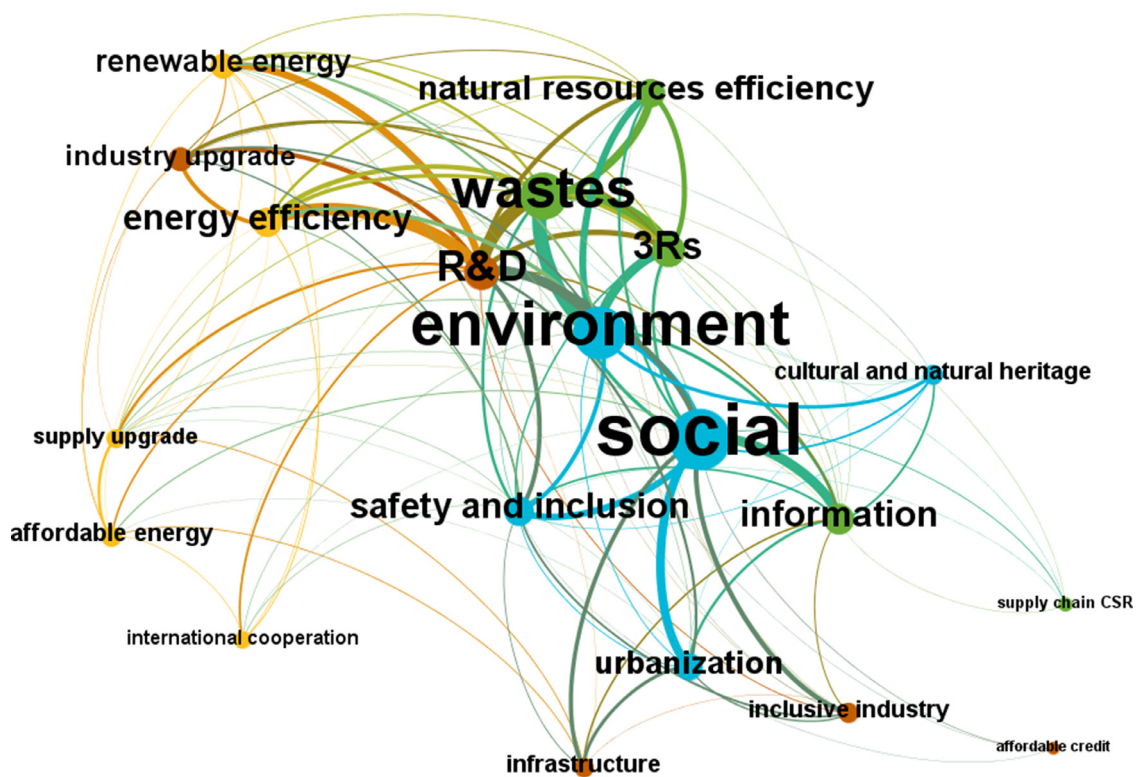 renewable energy
natural resources efficiency
industry upgrade
wastes
energy efficiency
3Rs
R&D
environment
cultural and natural heritage
social
supply upgrade
safety and inclusion
information
affordable energy
supply chain CSR
international cooperation
urbanization
inclusive industry
affordable credit
infrastructure